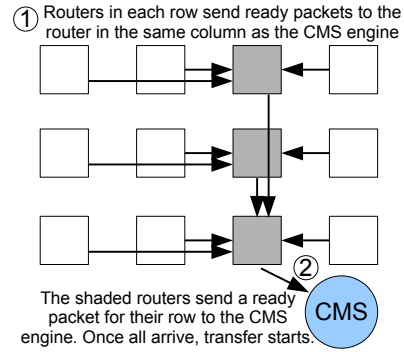 ① Routers in each row send ready packets to the
router in the same column as the CMS engine
②
The shaded routers send a ready
packet for their row to the CMS
engine. Once all arrive, transfer starts.
CMS